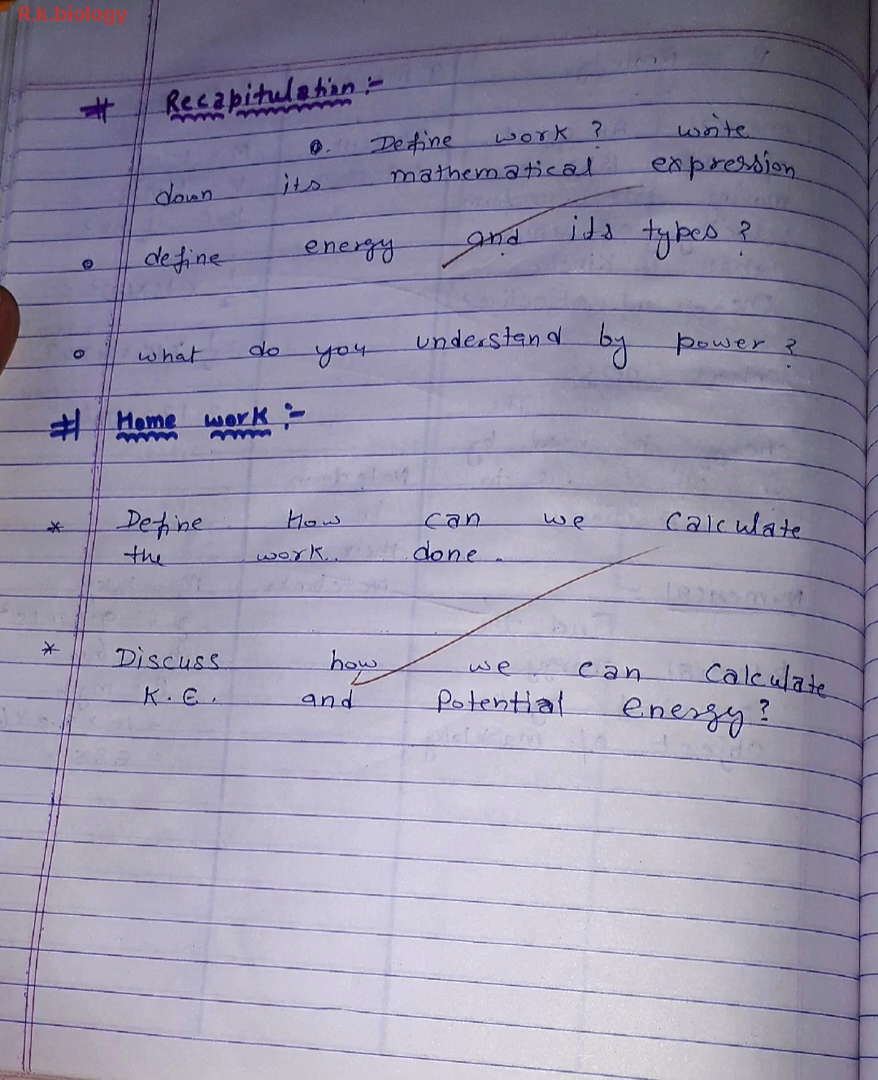 R.k.biology
# Recapitulation :-
Define work ? write
down its mathematical expression
define energy and its types ?
what do you understand by power ?
# Home work :-
* Define How can we calculate
the work done .
* Discuss how we can calculate
K.E. and Potential energy ?